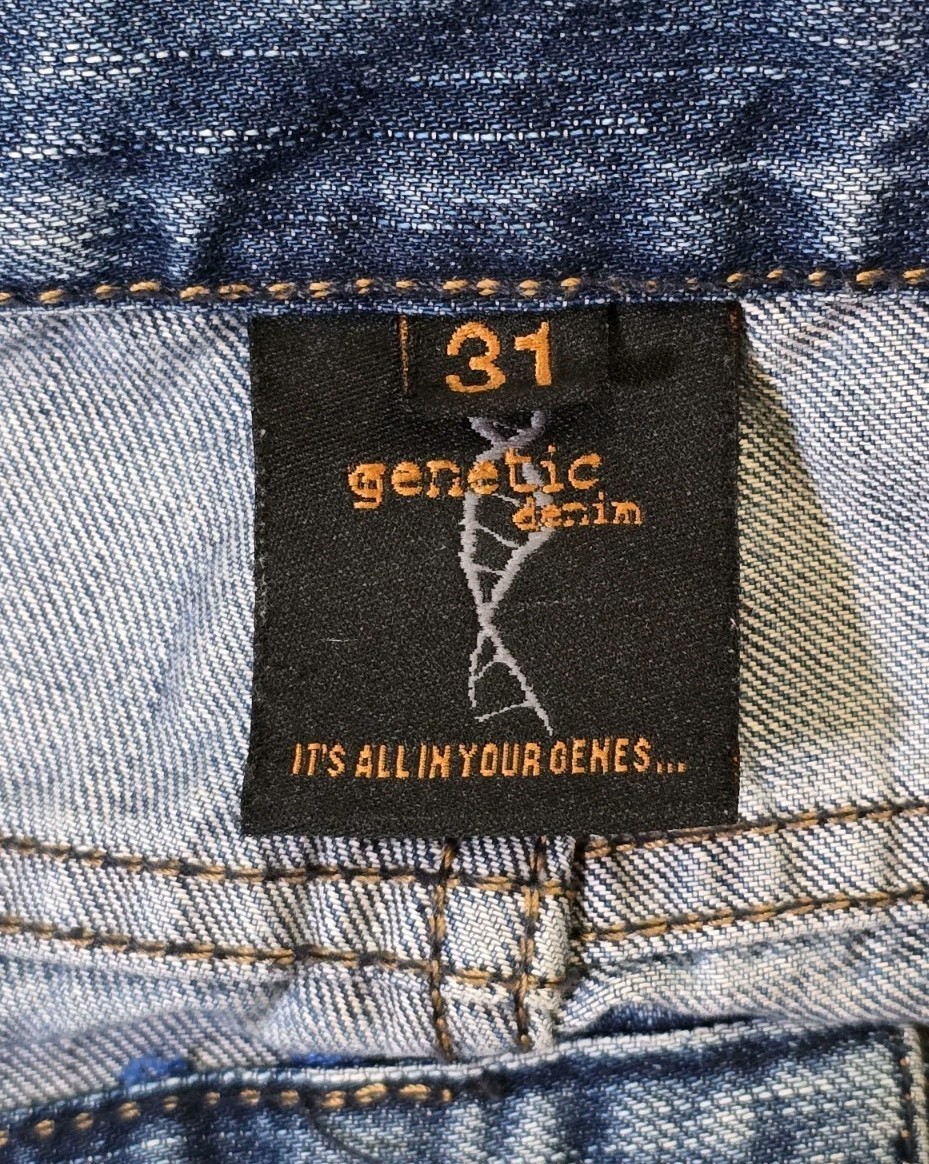 31
genetic
denim
IT'S ALL IN YOUR GENES...